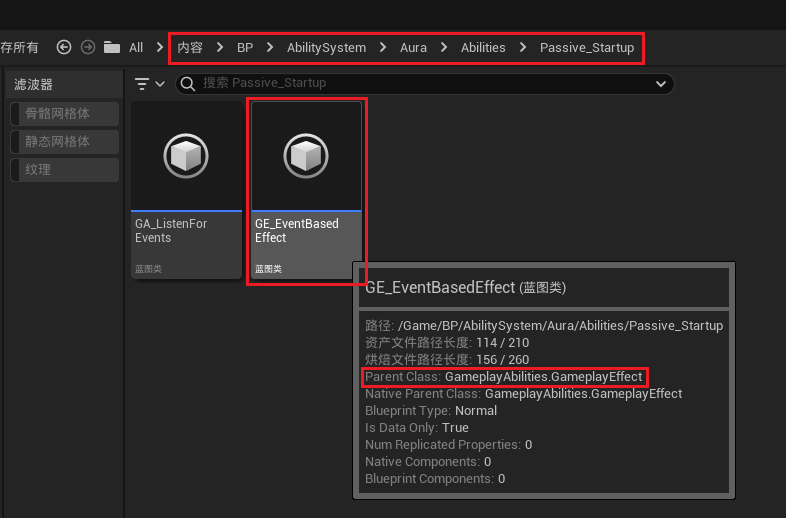 存所有 All 内容 BP AbilitySystem Aura Abilities Passive_Startup
滤波器
搜索 Passive_Startup
骨骼网格体
静态网格体
纹理
GA_ListenFor
Events
蓝图类
GE_EventBased
Effect
蓝图类
GE_EventBasedEffect (蓝图类)
路径: /Game/BP/AbilitySystem/Aura/Abilities/Passive_Startup
资产文件路径长度: 114 / 210
烘焙文件路径长度: 156 / 260
Parent Class: GameplayAbilities.GameplayEffect
Native Parent Class: GameplayAbilities.GameplayEffect
Blueprint Type: Normal
Is Data Only: True
Num Replicated Properties: 0
Native Components: 0
Blueprint Components: 0